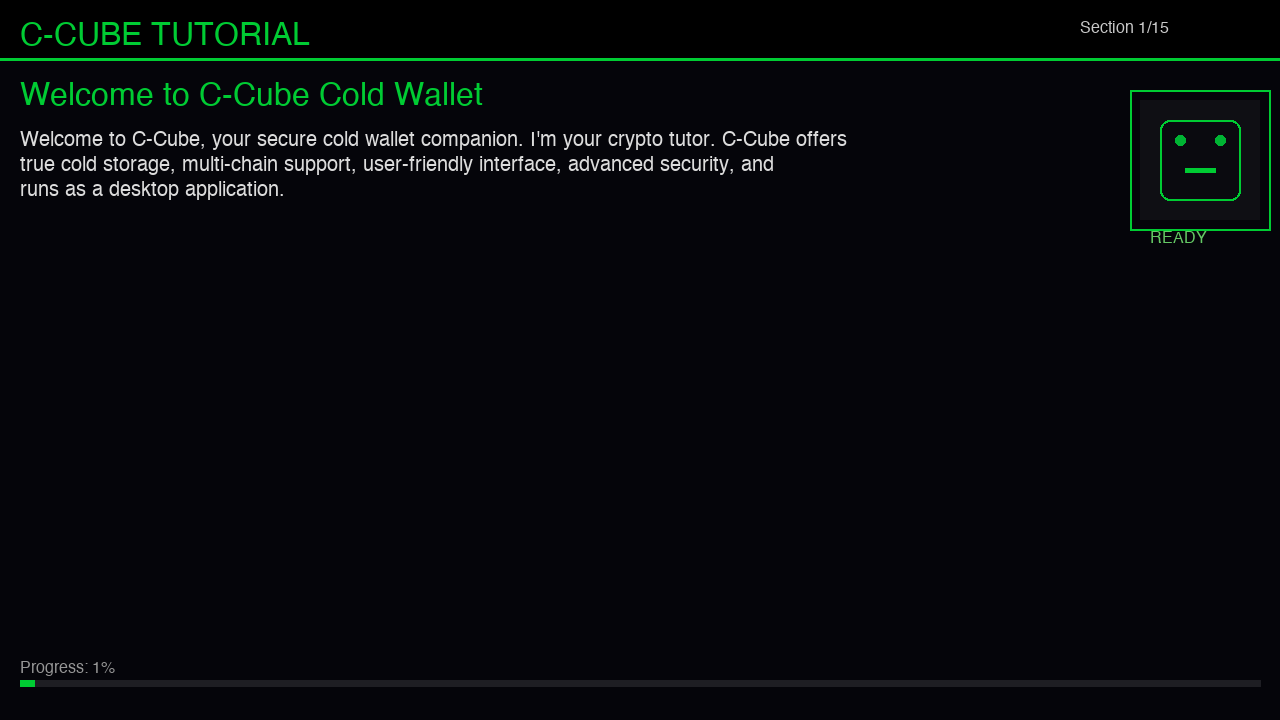 C-CUBE TUTORIAL
Section 1/15
Welcome to C-Cube Cold Wallet
Welcome to C-Cube, your secure cold wallet companion. I'm your crypto tutor. C-Cube offers
true cold storage, multi-chain support, user-friendly interface, advanced security, and
runs as a desktop application.
READY
Progress: 1%